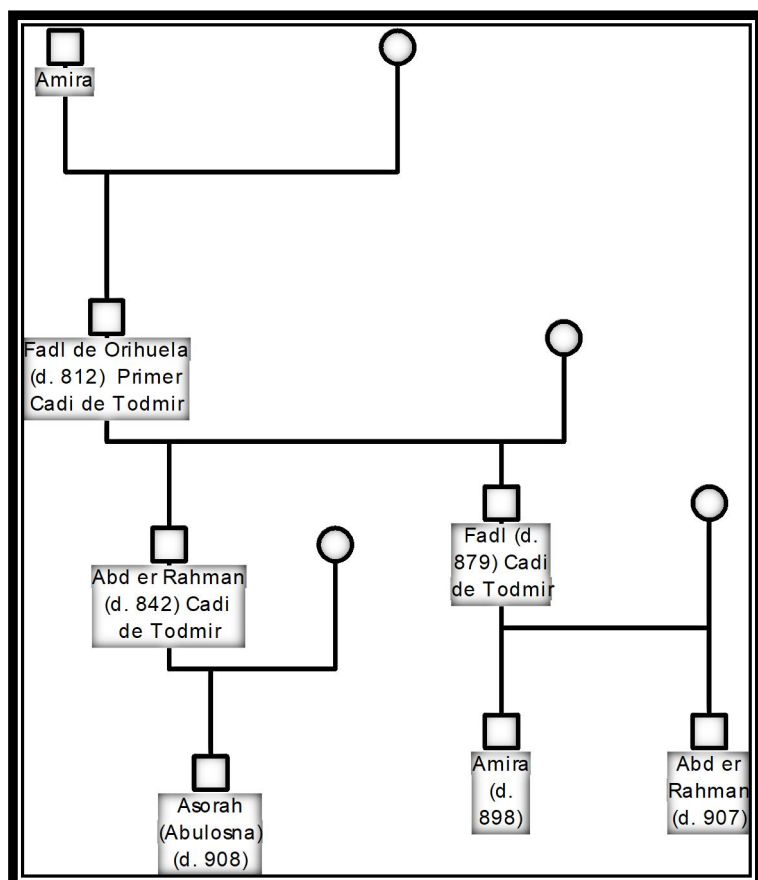 Amira
Fadl de Orihuela
(d. 812) Primer
Cadi de Todmir
Abd er Rahman
(d. 842) Cadi
de Todmir
Fadl (d.
879) Cadi
de Todmir
Asorah
(Abulosna)
(d. 908)
Amira
(d.
898)
Abd er
Rahman
(d. 907)